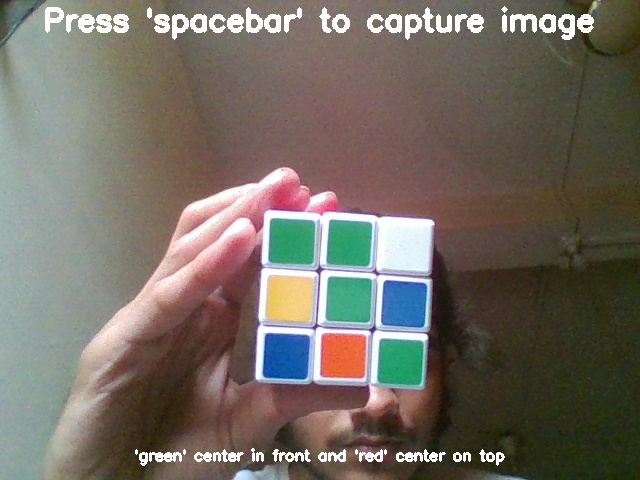 Press 'spacebar' to capture image
'green' center in front and 'red' center on top